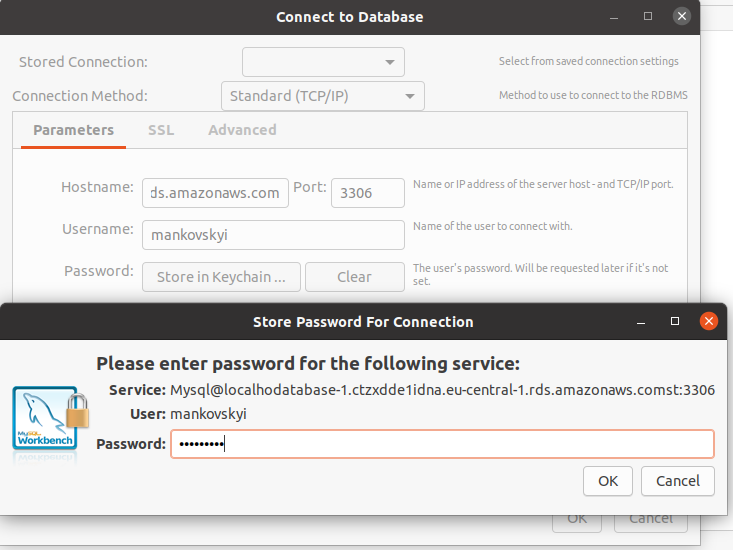 Connect to Database
Stored Connection:
Select from saved connection settings
Connection Method: Standard (TCP/IP)
Method to use to connect to the RDBMS
Parameters SSL Advanced
Hostname: rds.amazonaws.com Port: 3306
Name or IP address of the server host - and TCP/IP port.
Username: mankovskyi
Name of the user to connect with.
Password: Store in Keychain ... Clear
The user's password. Will be requested later if it's not
set.
Store Password For Connection
Please enter password for the following service:
Service: Mysql@localhodatabase-1.ctzxdde1idna.eu-central-1.rds.amazonaws.comst:3306
User: mankovskyi
Password: •••••••••
MySQL
Workbench
OK Cancel
OK Cancel